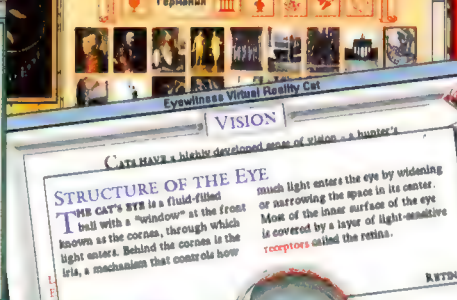 Германия
Eyewitness Virtual Reality Cat
VISION
CATS HAVE a highly developed sense of vision – a hunter's
STRUCTURE OF THE EYE
THE CAT'S EYE is a fluid-filled
ball with a "window" at the front
known as the cornea, through which
light enters. Behind the cornea is the
iris, a mechanism that controls how
much light enters the eye by widening
or narrowing the space in its center.
Most of the inner surface of the eye
is covered by a layer of light-sensitive
receptors called the retina.
RETIN